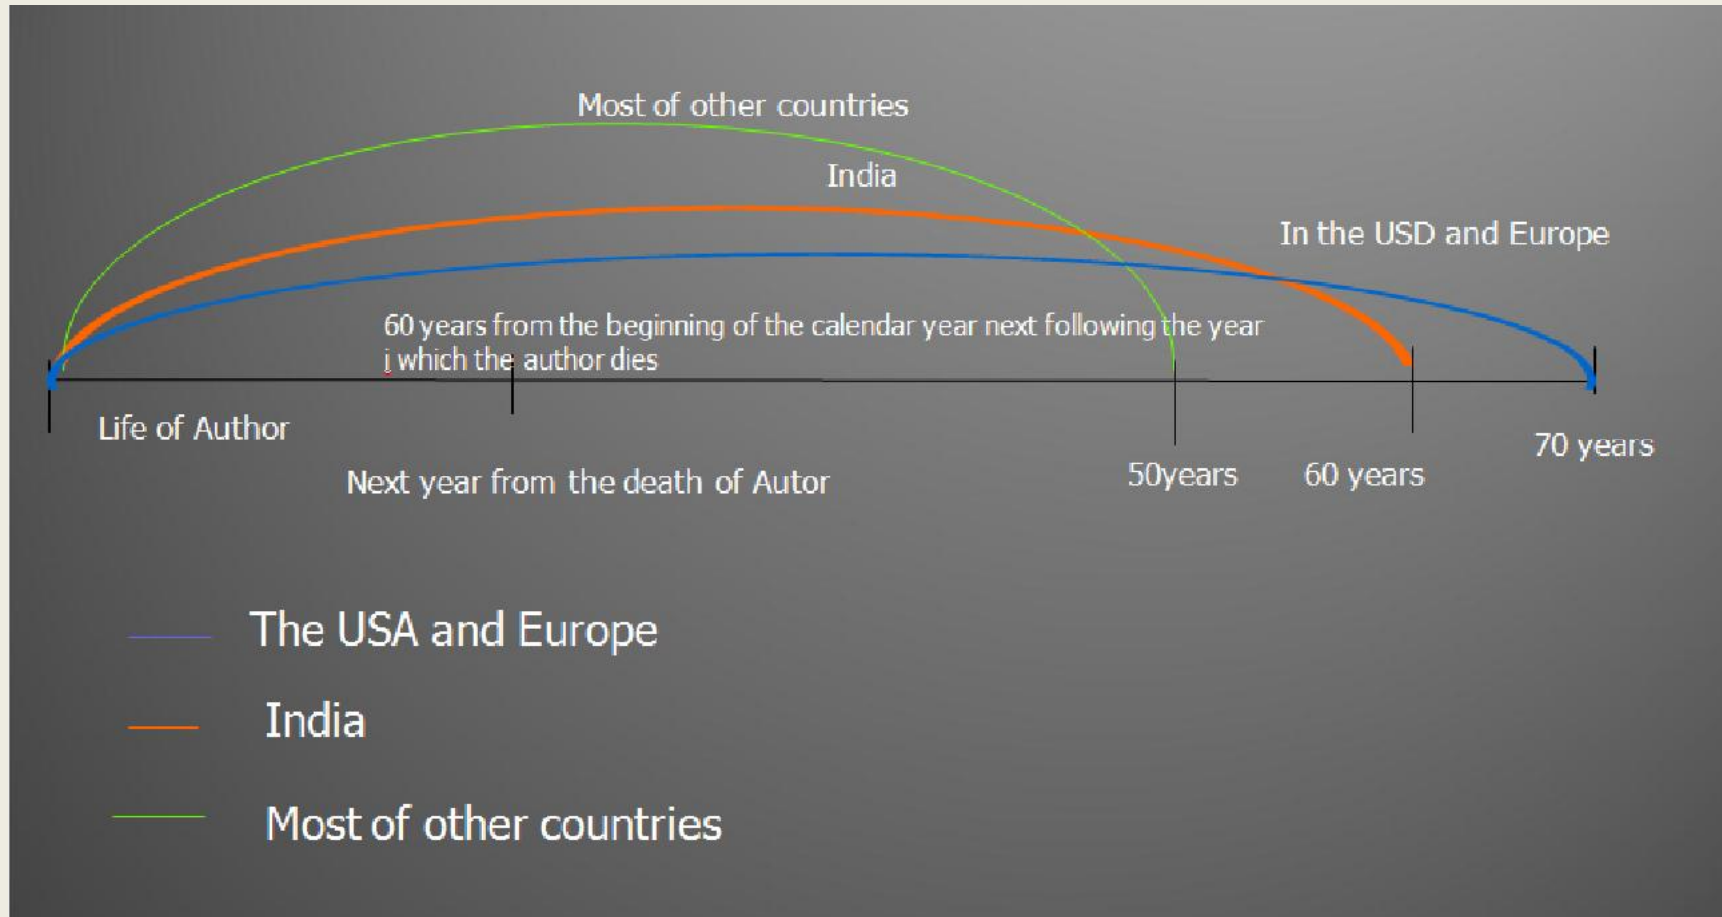 Most of other countries
India
In the USD and Europe
60 years from the beginning of the calendar year next following the year
i which the author dies
Life of Author
Next year from the death of Autor
50years
60 years
70 years
The USA and Europe
India
Most of other countries